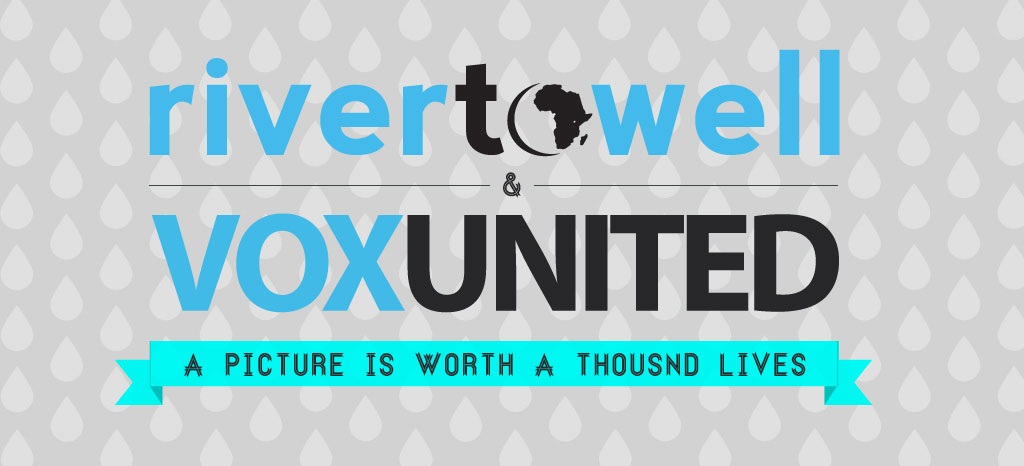 rivertowell
&
VOXUNITED
A PICTURE IS WORTH A THOUSND LIVES